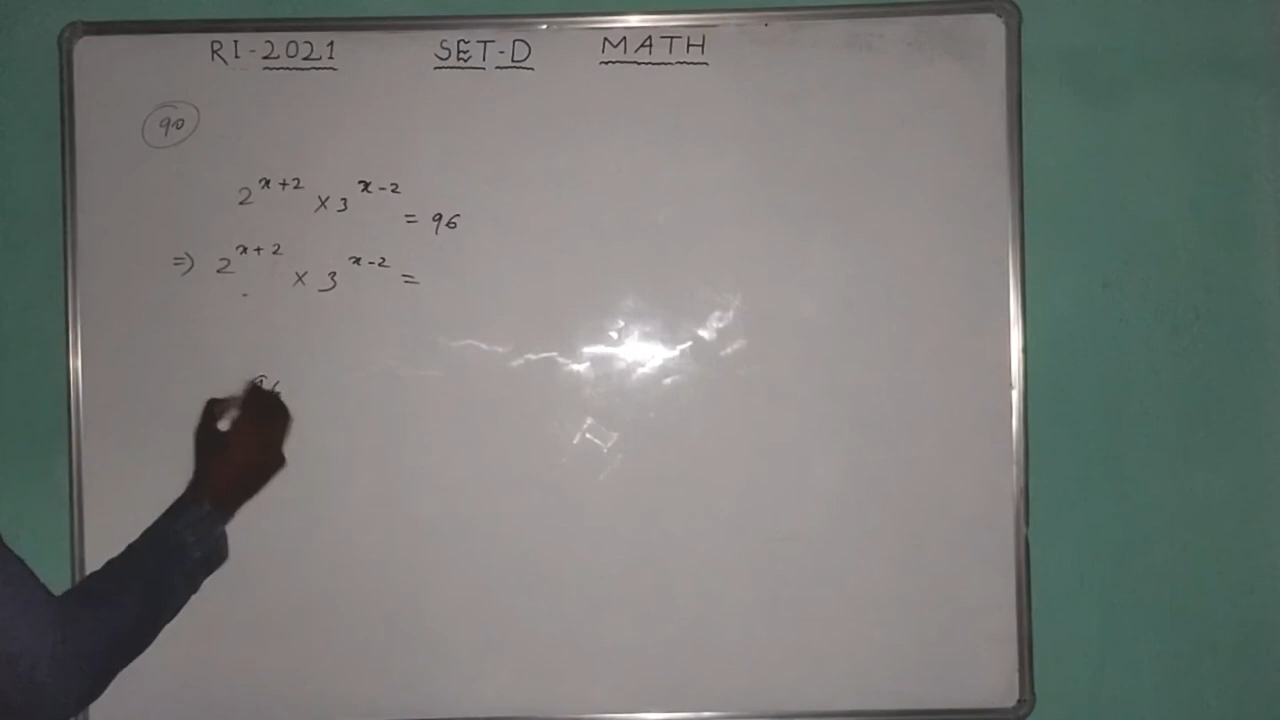 RI-2021 SET-D MATH
90
2^{x+2} × 3^{x-2} = 96
⇒ 2^{x+2} × 3^{x-2} =